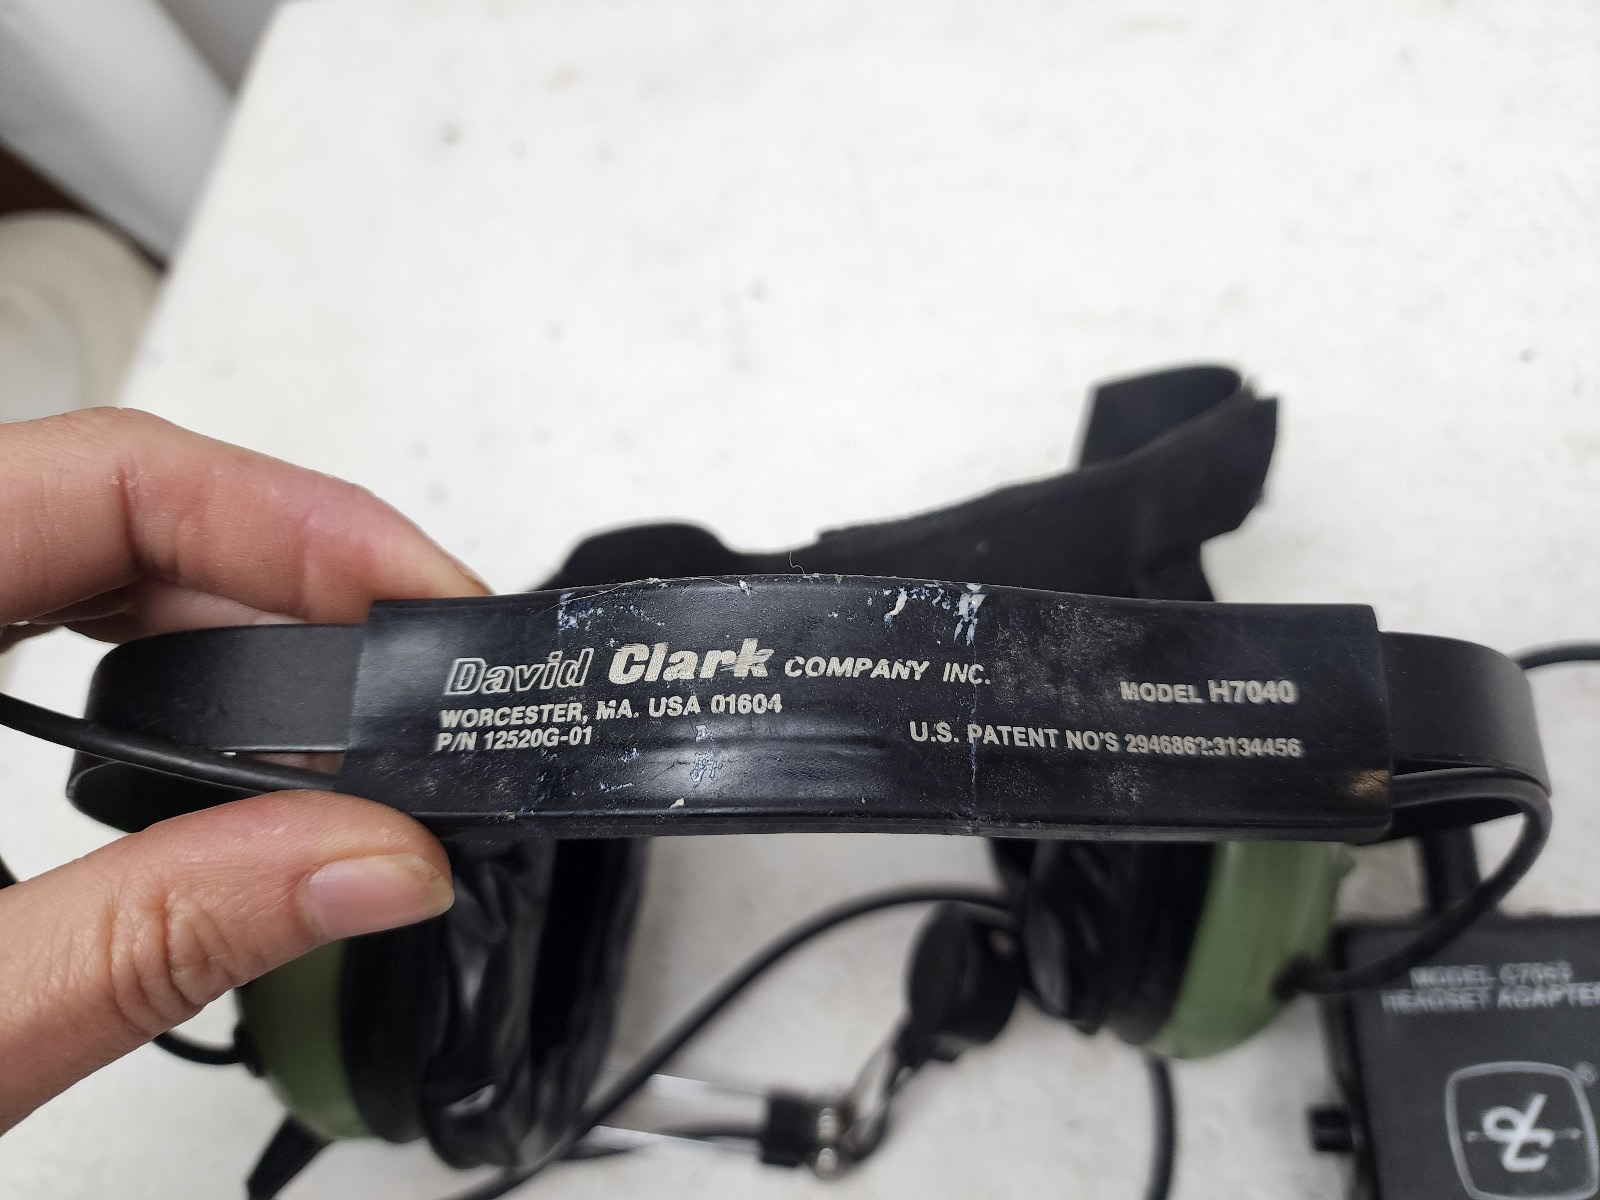 David Clark COMPANY INC.
WORCESTER, MA. USA 01604
P/N 12520G-01
MODEL H7040
U.S. PATENT NO'S 2946862:3134456
MODEL
HEADSET ADAPTER
DC
®